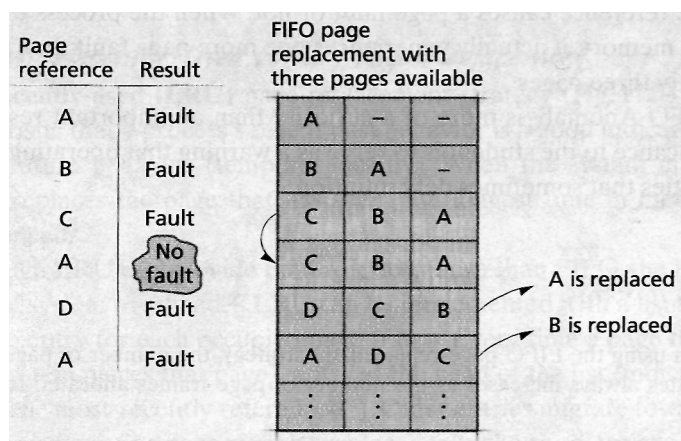 Page reference Result
FIFO page replacement with three pages available
A Fault A – –
B Fault B A –
C Fault C B A
A No fault C B A
D Fault D C B A is replaced
A Fault A D C B is replaced
⋮ ⋮ ⋮